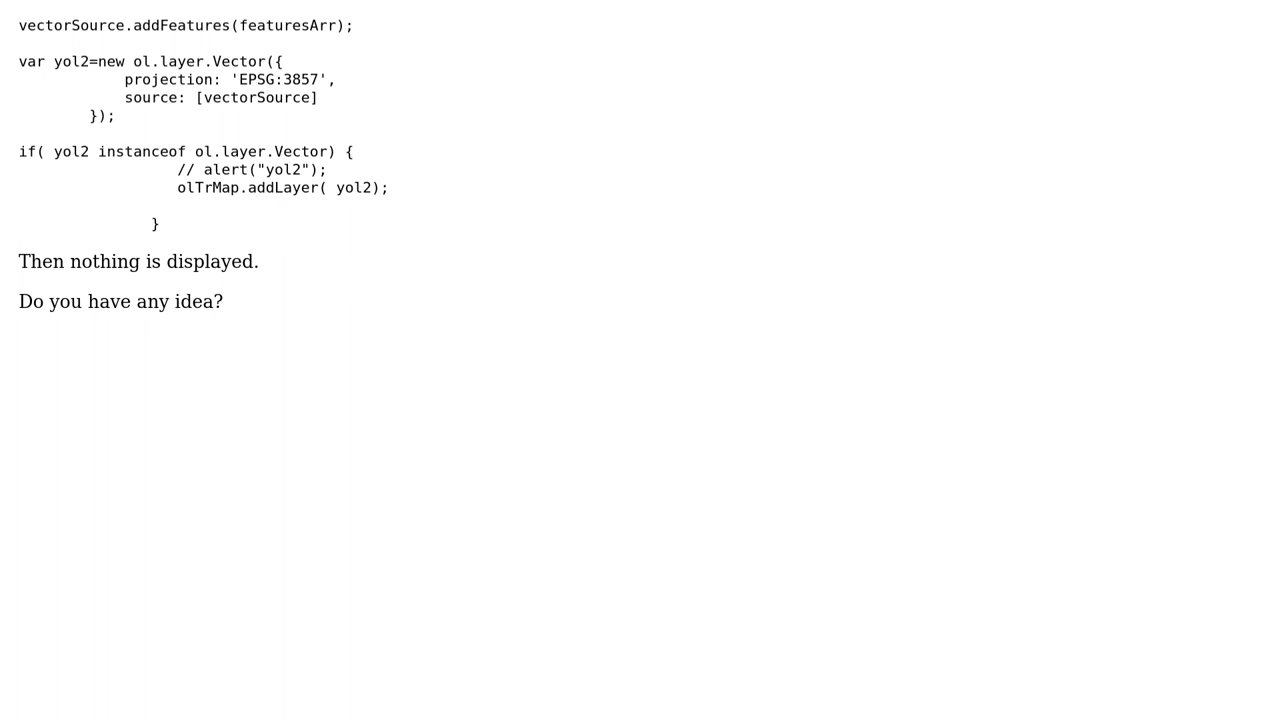 vectorSource.addFeatures(featuresArr);
var yol2=new ol.layer.Vector({
            projection: 'EPSG:3857',
            source: [vectorSource]
        });
if( yol2 instanceof ol.layer.Vector) {
                  // alert("yol2");
                  olTrMap.addLayer( yol2);
               }
Then nothing is displayed.
Do you have any idea?